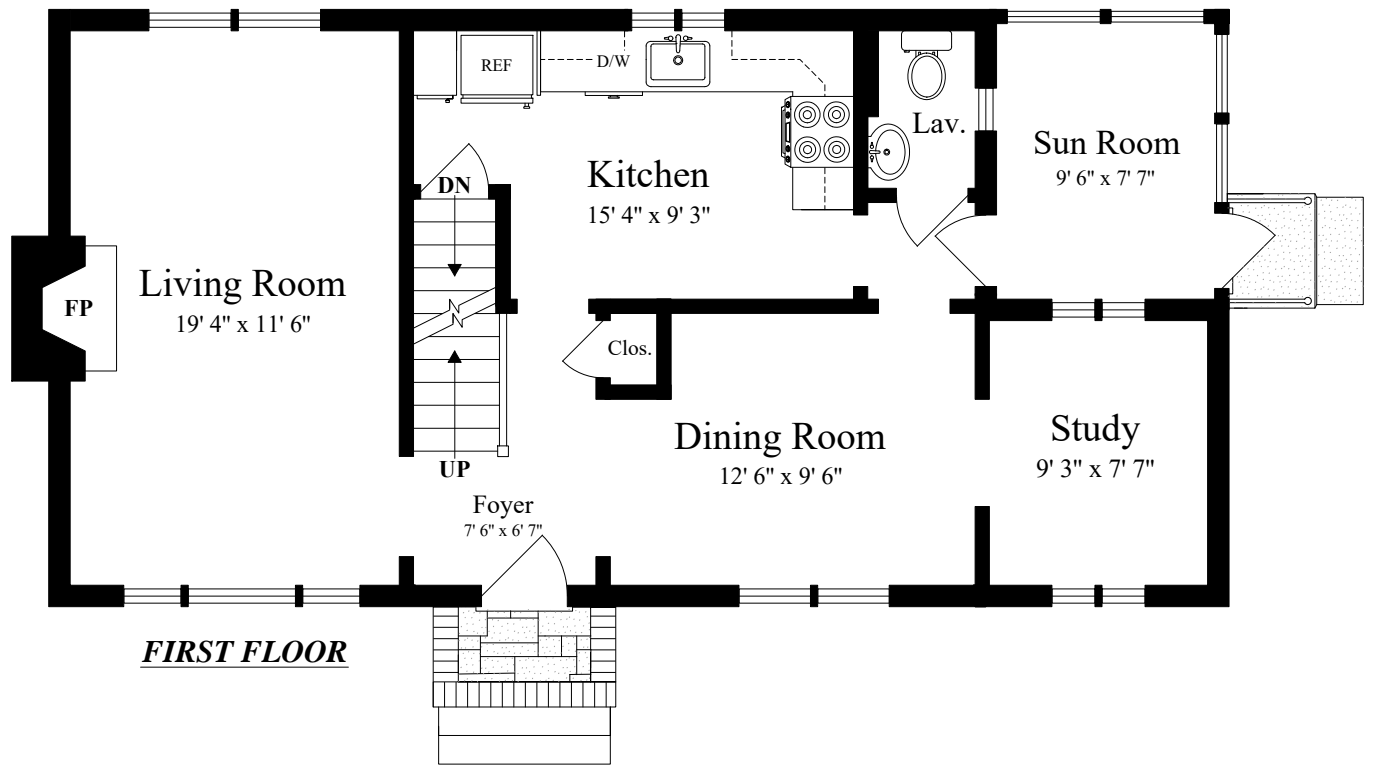 REF
D/W
Lav.
Sun Room
9' 6" x 7' 7"
Kitchen
15' 4" x 9' 3"
DN
Living Room
19' 4" x 11' 6"
FP
Clos.
Dining Room
12' 6" x 9' 6"
Study
9' 3" x 7' 7"
UP
Foyer
7' 6" x 6' 7"
FIRST FLOOR